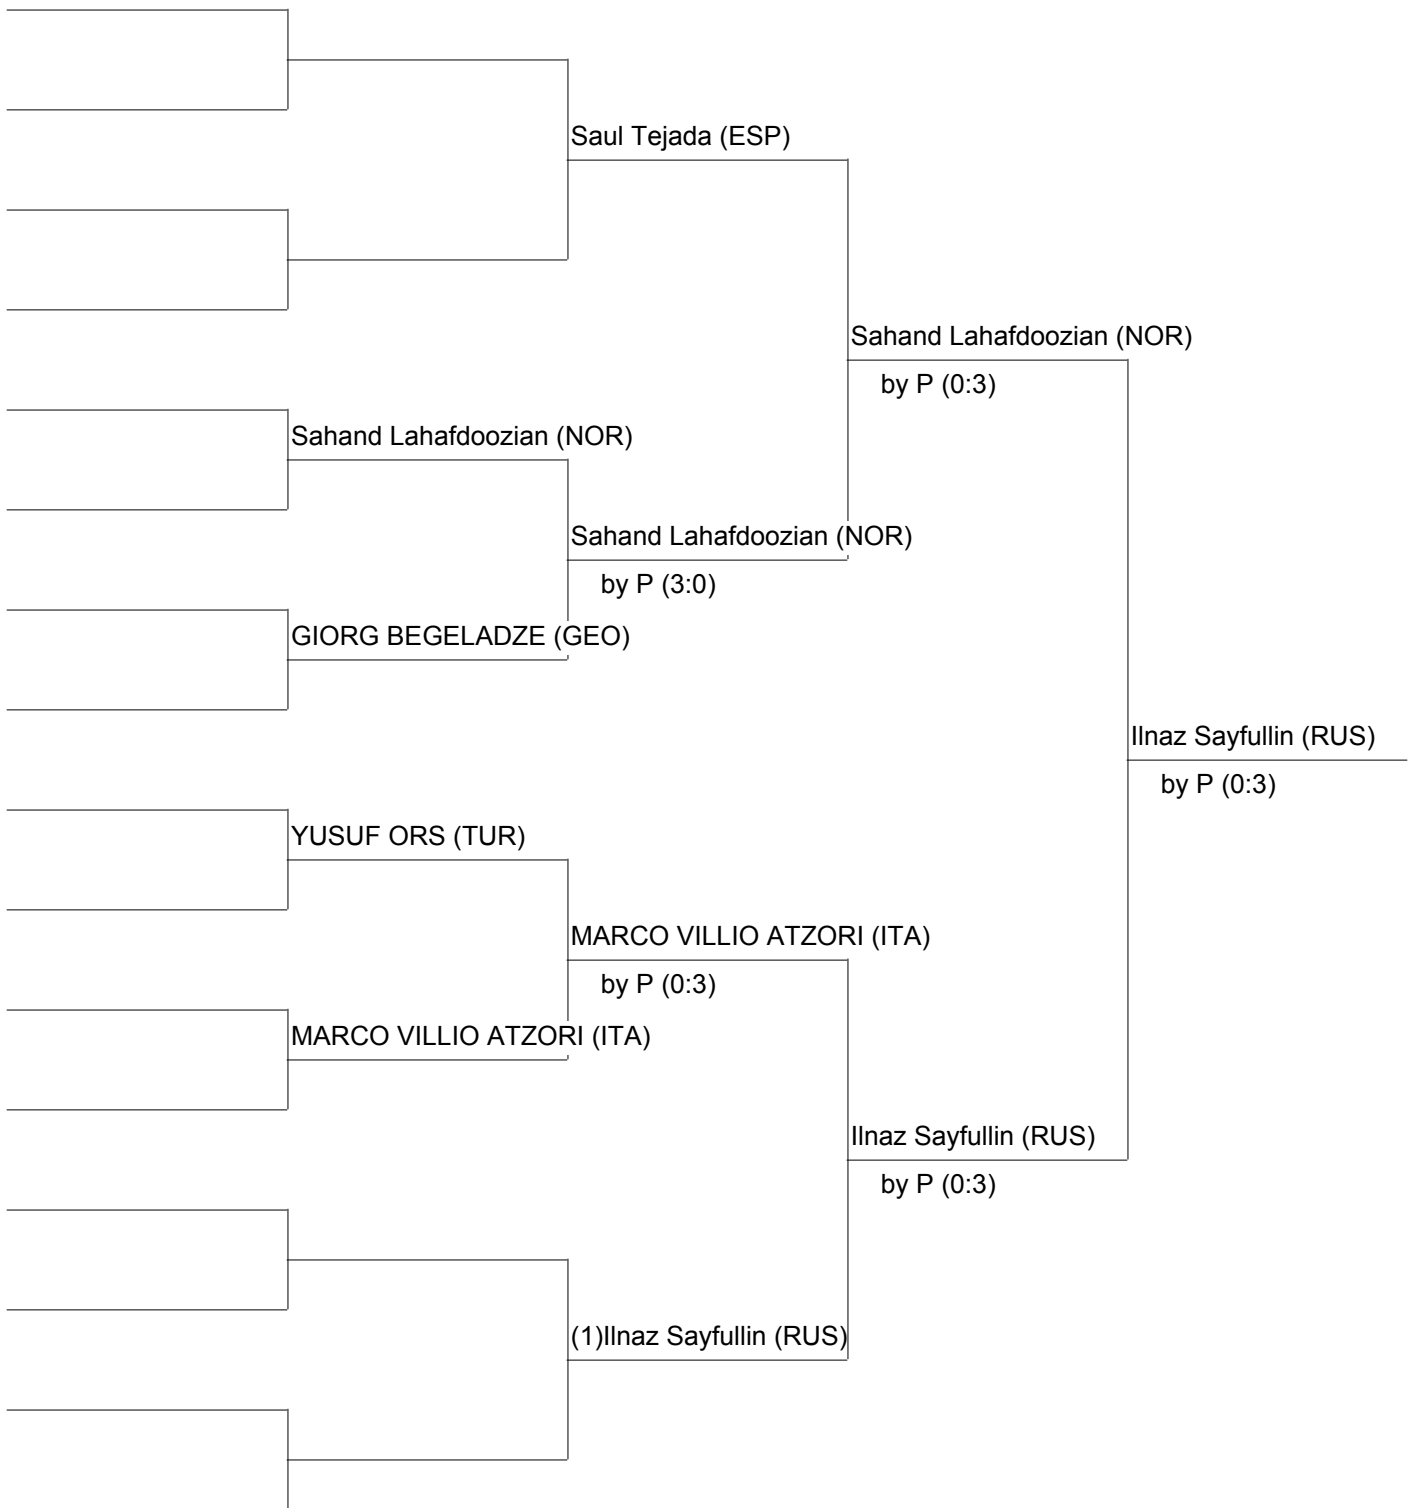 Saul Tejada (ESP)
Sahand Lahafdoozian (NOR)
by P (0:3)
Sahand Lahafdoozian (NOR)
Sahand Lahafdoozian (NOR)
by P (3:0)
GIORG BEGELADZE (GEO)
Ilnaz Sayfullin (RUS)
by P (0:3)
YUSUF ORS (TUR)
MARCO VILLIO ATZORI (ITA)
by P (0:3)
MARCO VILLIO ATZORI (ITA)
Ilnaz Sayfullin (RUS)
by P (0:3)
(1)Ilnaz Sayfullin (RUS)